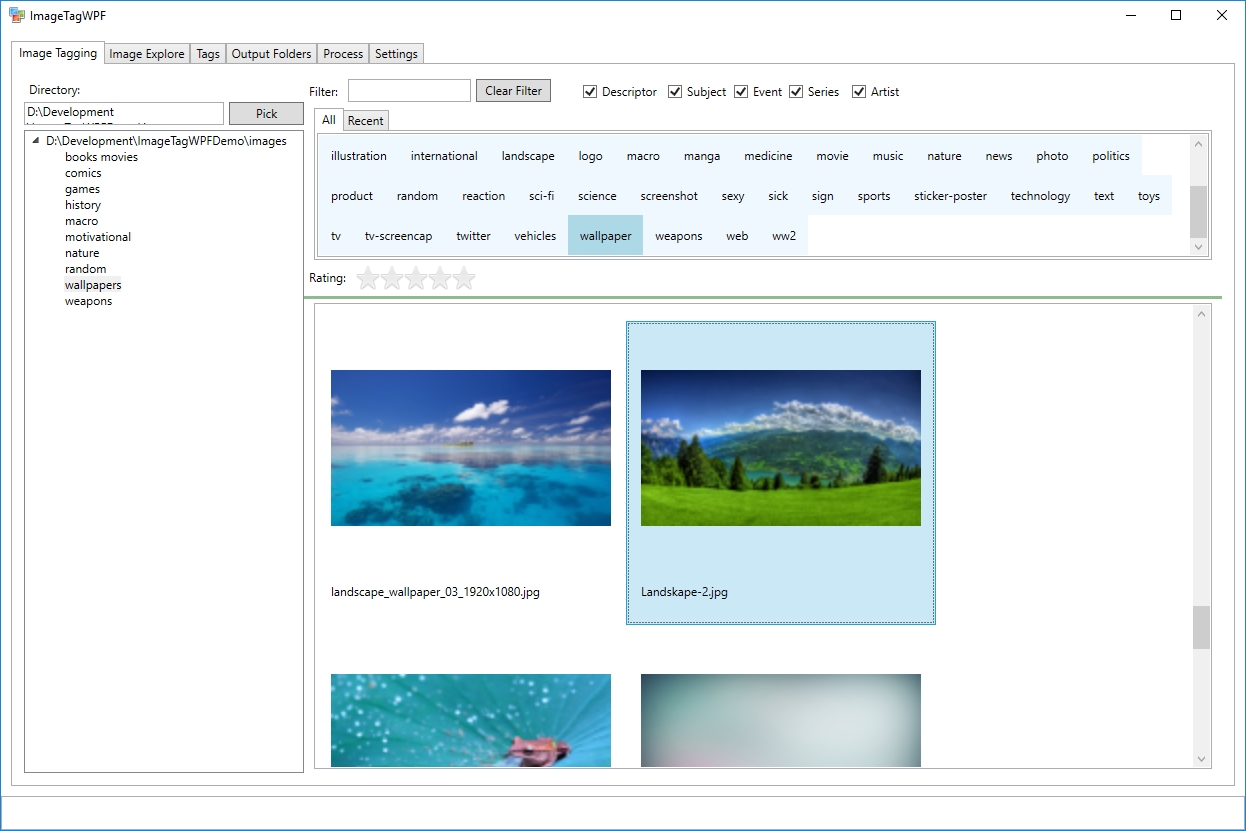 ImageTagWPF
Image Tagging Image Explore Tags Output Folders Process Settings
Directory:
D:\Development
Pick
D:\Development\ImageTagWPFDemo\images
books movies
comics
games
history
macro
motivational
nature
random
wallpapers
weapons
Filter: Clear Filter Descriptor Subject Event Series Artist
All Recent
illustration international landscape logo macro manga medicine movie music nature news photo politics
product random reaction sci-fi science screenshot sexy sick sign sports sticker-poster technology text toys
tv tv-screencap twitter vehicles wallpaper weapons web ww2
Rating:
landscape_wallpaper_03_1920x1080.jpg
Landskape-2.jpg